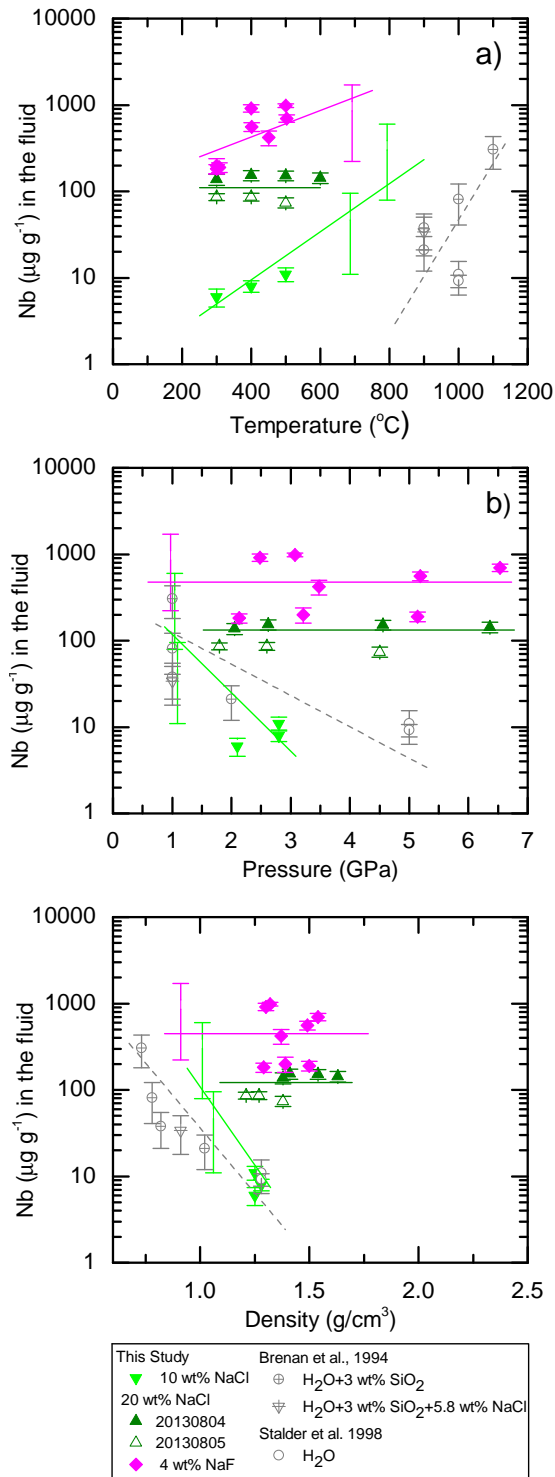 10000
1000
100
10
1
a)
Nb (µg g⁻¹) in the fluid
0 200 400 600 800 1000 1200
Temperature (°C)
10000
1000
100
10
1
b)
Nb (µg g⁻¹) in the fluid
0 1 2 3 4 5 6 7
Pressure (GPa)
10000
1000
100
10
1
Nb (µg g⁻¹) in the fluid
1.0 1.5 2.0 2.5
Density (g/cm³)
This Study
10 wt% NaCl
20 wt% NaCl
20130804
20130805
4 wt% NaF
Brenan et al., 1994
H₂O+3 wt% SiO₂
H₂O+3 wt% SiO₂+5.8 wt% NaCl
Stalder et al. 1998
H₂O